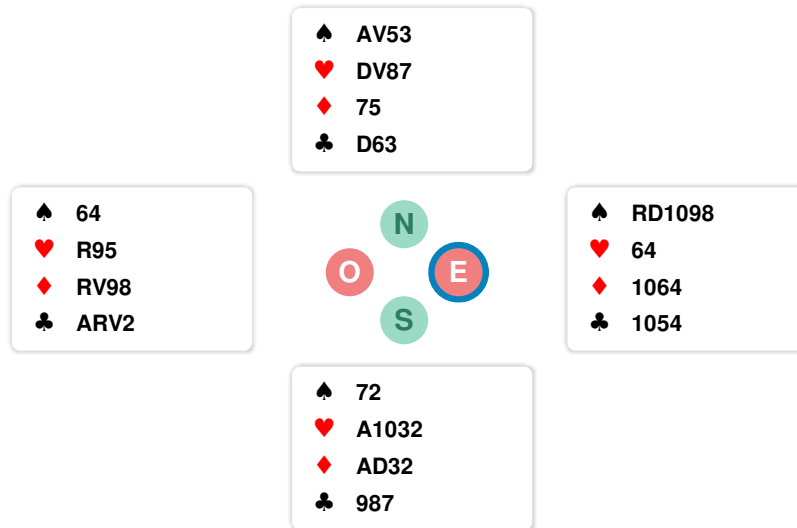 ♠ AV53
♥ DV87
♦ 75
♣ D63
♠ 64
♥ R95
♦ RV98
♣ ARV2
N
O E
S
♠ RD1098
♥ 64
♦ 1064
♣ 1054
♠ 72
♥ A1032
♦ AD32
♣ 987